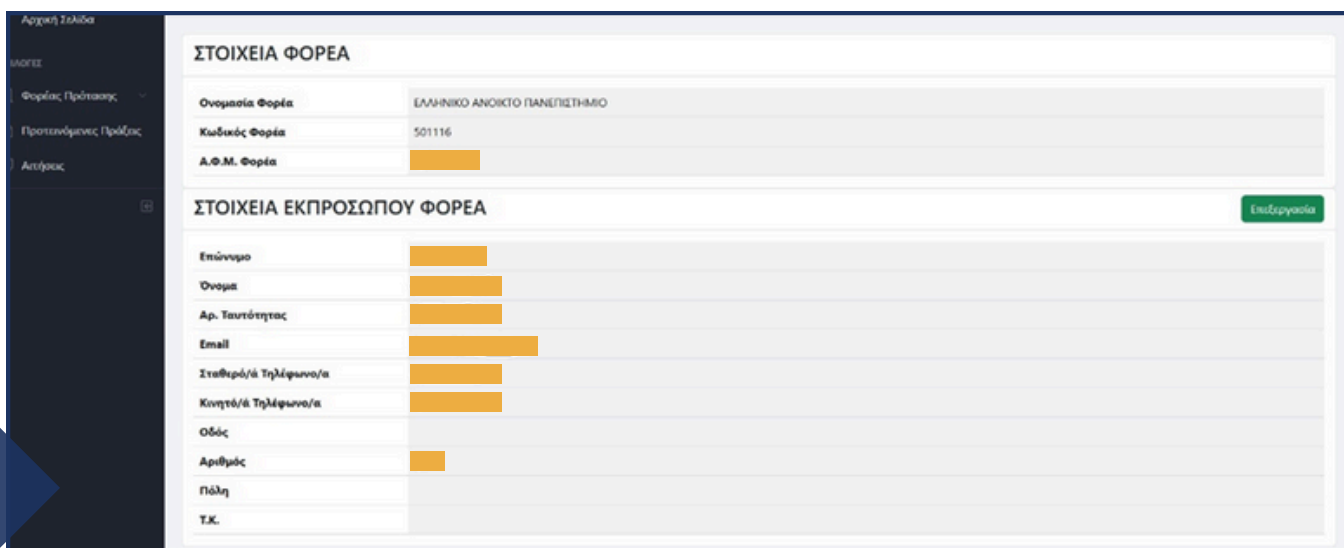 Αρχική Σελίδα
ΛΟΓΕΣ
Φορέας Πρότασης
Προτεινόμενες Πράξεις
Αιτήσεις
ΣΤΟΙΧΕΙΑ ΦΟΡΕΑ
Ονομασία Φορέα ΕΛΛΗΝΙΚΟ ΑΝΟΙΚΤΟ ΠΑΝΕΠΙΣΤΗΜΙΟ
Κωδικός Φορέα 501116
Α.Φ.Μ. Φορέα
ΣΤΟΙΧΕΙΑ ΕΚΠΡΟΣΩΠΟΥ ΦΟΡΕΑ Επεξεργασία
Επώνυμο
Όνομα
Αρ. Ταυτότητας
Email
Σταθερό/ά Τηλέφωνο/α
Κινητό/ά Τηλέφωνο/α
Οδός
Αριθμός
Πόλη
Τ.Κ.